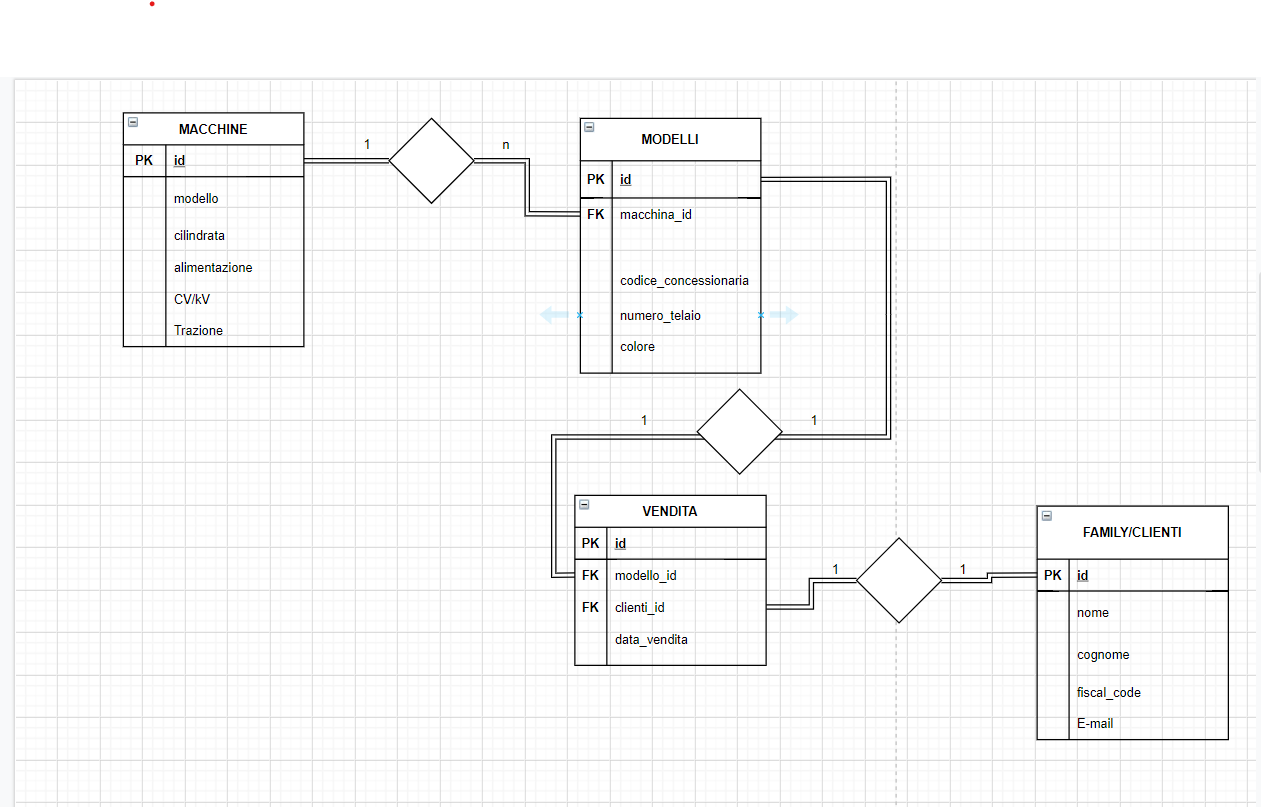 MACCHINE
PK id
modello
cilindrata
alimentazione
CV/kV
Trazione
1
n
MODELLI
PK id
FK macchina_id
codice_concessionaria
numero_telaio
colore
1
1
VENDITA
PK id
FK modello_id
FK clienti_id
data_vendita
1
1
FAMILY/CLIENTI
PK id
nome
cognome
fiscal_code
E-mail